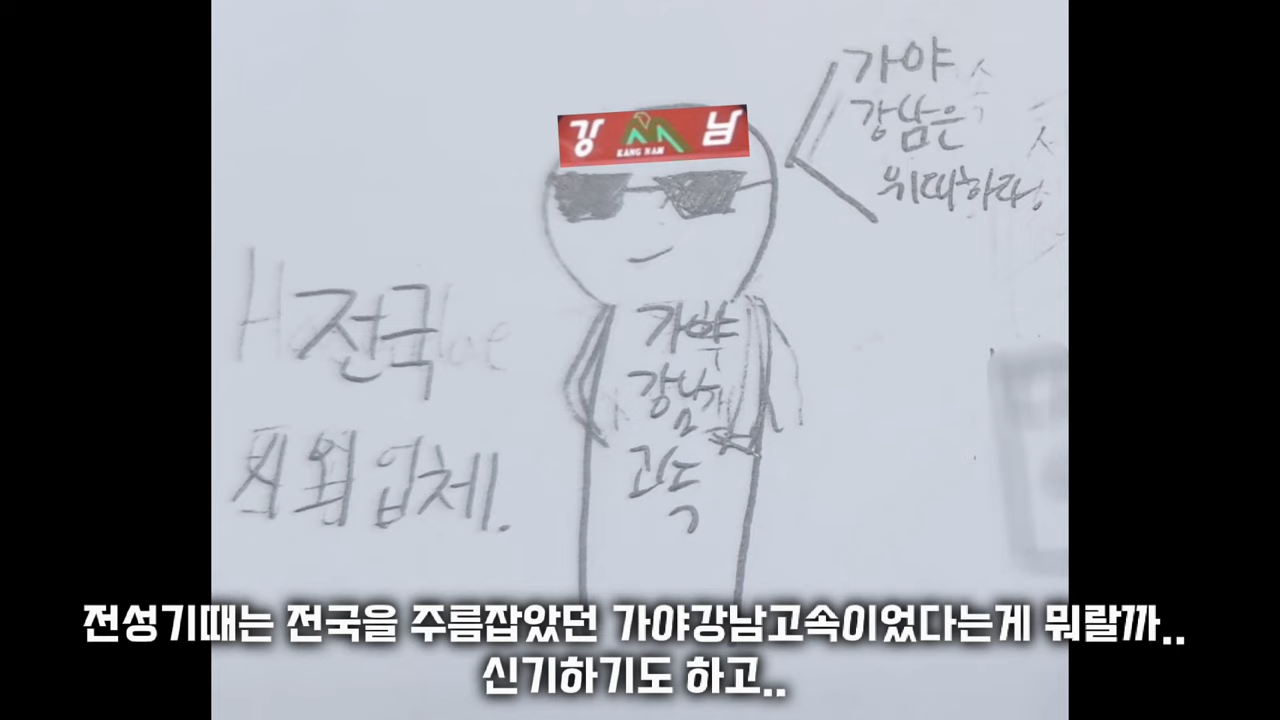 가야
강남은
위대하다
강 남
KANG NAM
전국
시외업체.
가야
강남
고속
전성기때는 전국을 주름잡았던 가야강남고속이었다는게 뭐랄까..
신기하기도 하고..